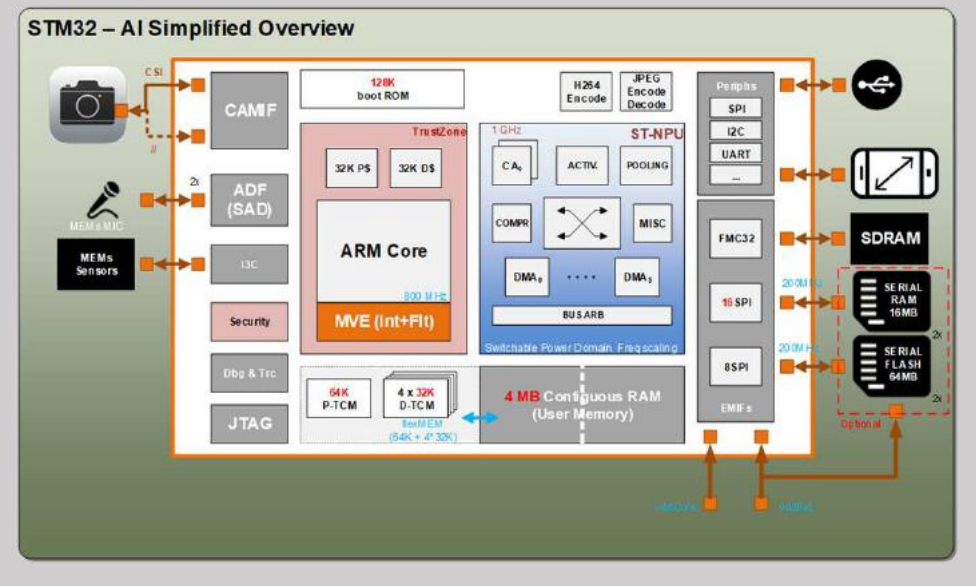 STM32 – AI Simplified Overview
CSI
//
CAMIF
2x
ADF
(SAD)
MEMs MIC
MEMs
Sensors
I3C
Security
Dbg & Trc
JTAG
128K
boot ROM
TrustZone
32K P$
32K D$
ARM Core
800 MHz
MVE (Int+Flt)
64K
P-TCM
4 x 32K
D-TCM
flexMEM
(64K + 4* 32K)
H264
Encode
JPEG
Encode
Decode
1 GHz
ST-NPU
ACTIV.
POOLING
COMPR
MISC
DMA₀
....
BUS ARB
Switchable Power Domain. Freq scaling
4 MB Contiguous RAM
(User Memory)
Periphs
SPI
I2C
UART
...
FMC32
16 SPI
8SPI
EMIFs
SDRAM
200MHz
SERIAL
RAM
16MB
2x
200MHz
SERIAL
FLASH
64MB
2x
Optional